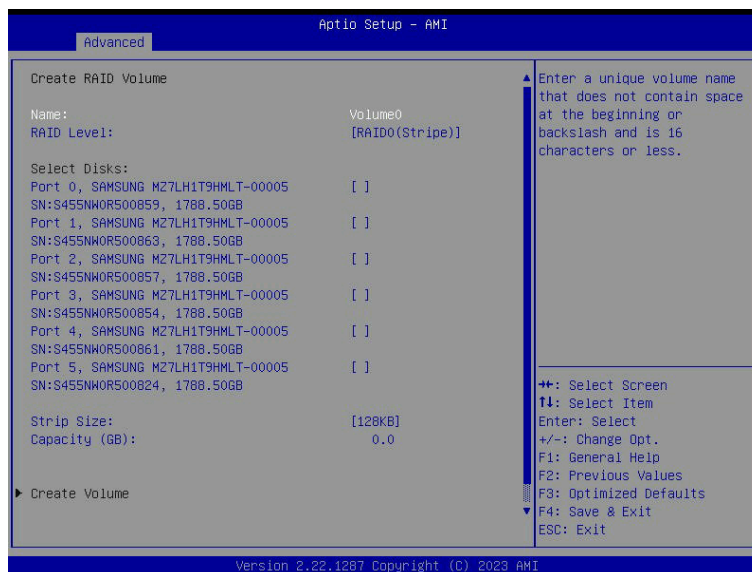 Aptio Setup - AMI
Advanced
Create RAID Volume
Name: Volume0
RAID Level: [RAID0(Stripe)]
Select Disks:
Port 0, SAMSUNG MZ7LH1T9HMLT-00005 [ ]
SN:S455NW0R500859, 1788.50GB
Port 1, SAMSUNG MZ7LH1T9HMLT-00005 [ ]
SN:S455NW0R500863, 1788.50GB
Port 2, SAMSUNG MZ7LH1T9HMLT-00005 [ ]
SN:S455NW0R500857, 1788.50GB
Port 3, SAMSUNG MZ7LH1T9HMLT-00005 [ ]
SN:S455NW0R500854, 1788.50GB
Port 4, SAMSUNG MZ7LH1T9HMLT-00005 [ ]
SN:S455NW0R500861, 1788.50GB
Port 5, SAMSUNG MZ7LH1T9HMLT-00005 [ ]
SN:S455NW0R500824, 1788.50GB
Strip Size: [128KB]
Capacity (GB): 0.0
Create Volume
Enter a unique volume name
that does not contain space
at the beginning or
backslash and is 16
characters or less.
→←: Select Screen
↑↓: Select Item
Enter: Select
+/-: Change Opt.
F1: General Help
F2: Previous Values
F3: Optimized Defaults
F4: Save & Exit
ESC: Exit
Version 2.22.1287 Copyright (C) 2023 AMI